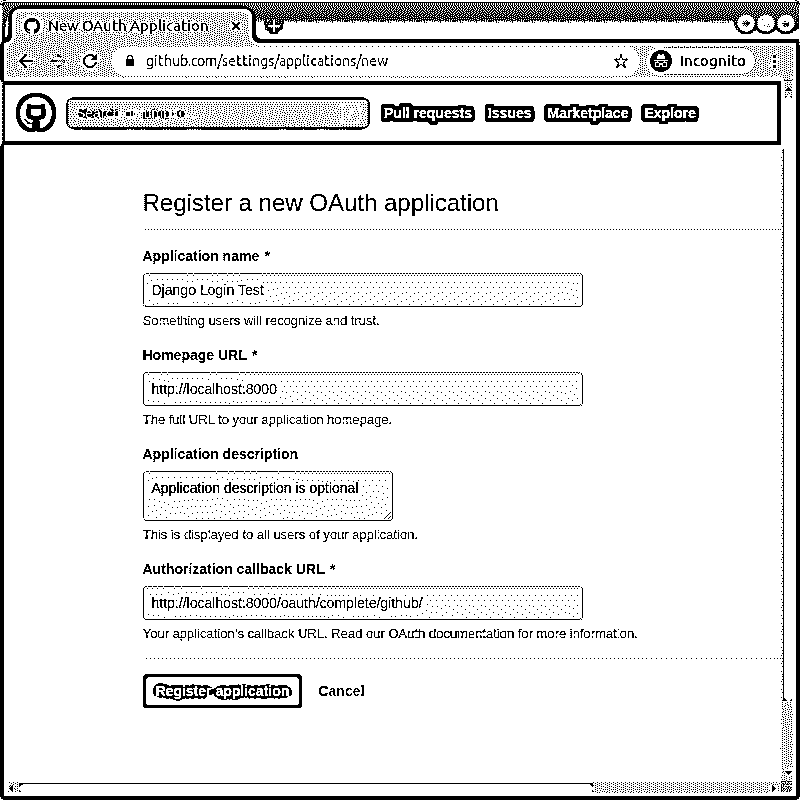 New OAuth Application
github.com/settings/applications/new
Incognito
Search
Pull requests Issues Marketplace Explore
Register a new OAuth application
Application name *
Django Login Test
Something users will recognize and trust.
Homepage URL *
http://localhost:8000
The full URL to your application homepage.
Application description
Application description is optional
This is displayed to all users of your application.
Authorization callback URL *
http://localhost:8000/oauth/complete/github/
Your application's callback URL. Read our OAuth documentation for more information.
Register application Cancel